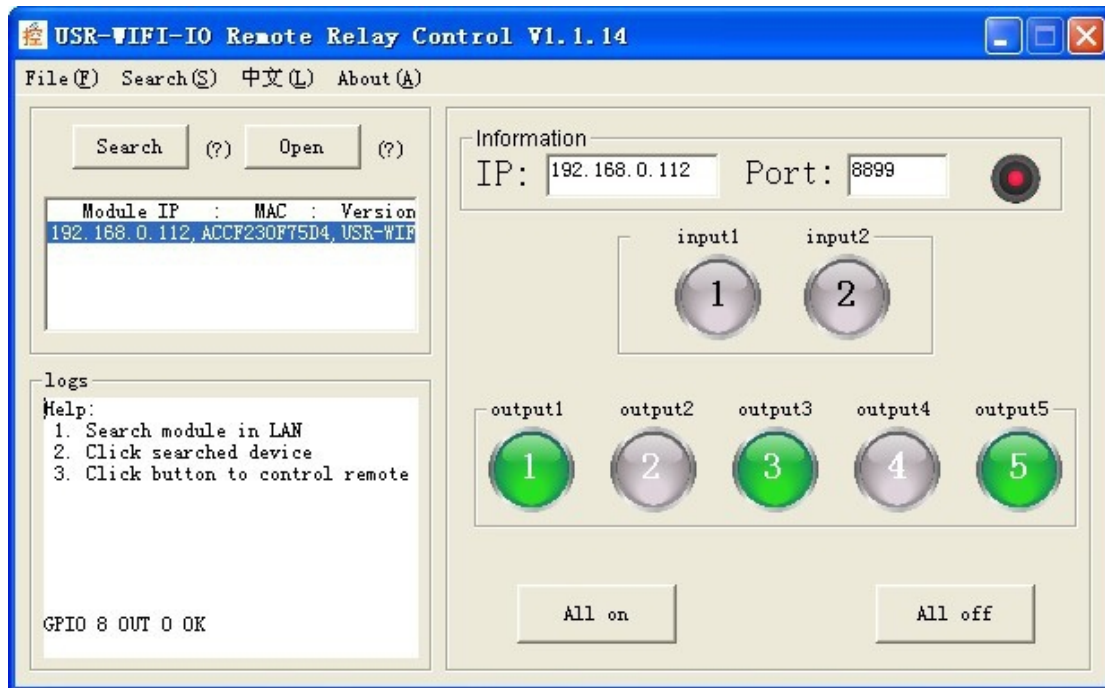 控 USR-WIFI-IO Remote Relay Control V1.1.14
File(F) Search(S) 中文(L) About(A)
Search (?) Open (?)
Module IP : MAC : Version
192.168.0.112,ACCF230F75D4,USR-WIF
logs
Help:
1. Search module in LAN
2. Click searched device
3. Click button to control remote
GPIO 8 OUT 0 OK
Information
IP: 192.168.0.112 Port: 8899
input1 input2
1 2
output1 output2 output3 output4 output5
1 2 3 4 5
All on All off